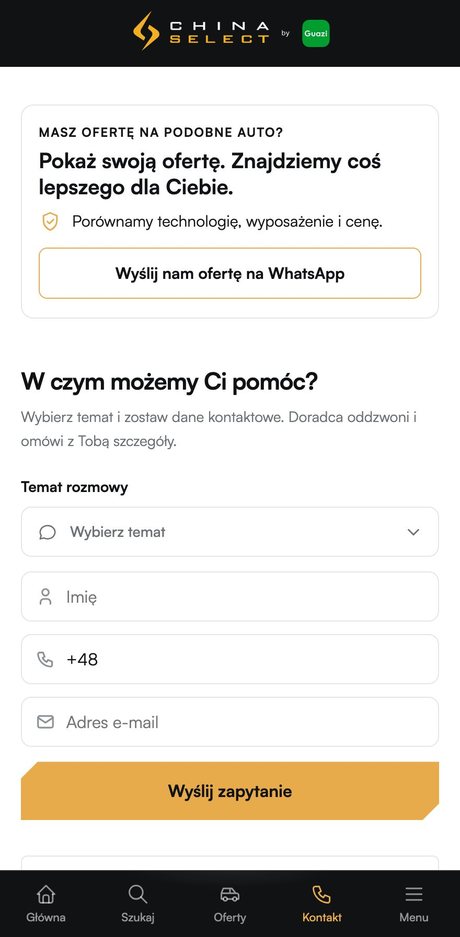 CHINA
SELECT
by
Guazi
MASZ OFERTĘ NA PODOBNE AUTO?
Pokaż swoją ofertę. Znajdziemy coś
lepszego dla Ciebie.
Porównamy technologię, wyposażenie i cenę.
Wyślij nam ofertę na WhatsApp
W czym możemy Ci pomóc?
Wybierz temat i zostaw dane kontaktowe. Doradca oddzwoni i
omówi z Tobą szczegóły.
Temat rozmowy
Wybierz temat
Imię
+48
Adres e-mail
Wyślij zapytanie
Główna
Szukaj
Oferty
Kontakt
Menu